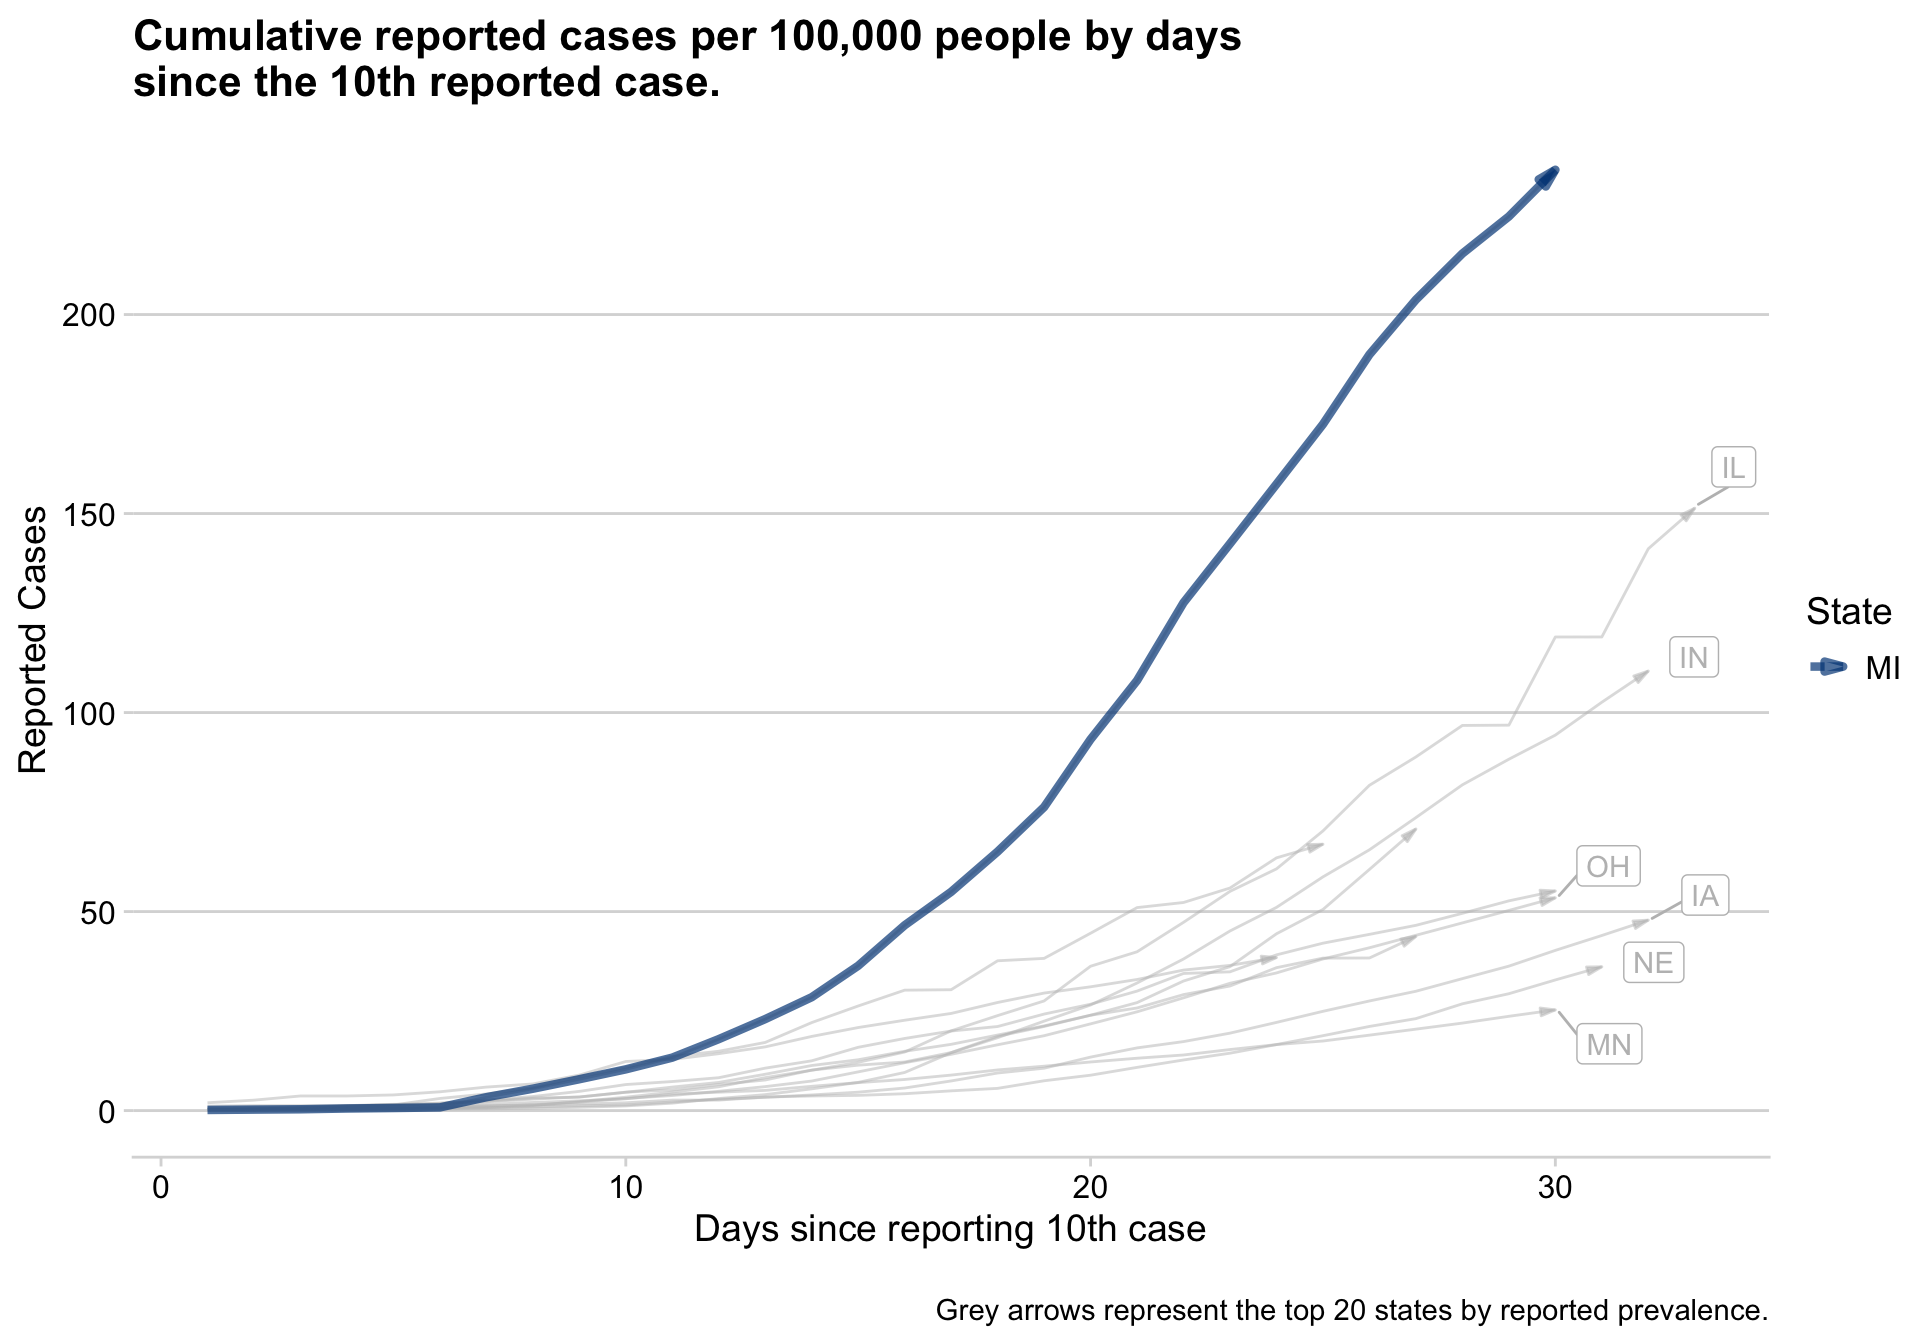 Cumulative reported cases per 100,000 people by days
since the 10th reported case.
Reported Cases
200
150
100
50
0
IL
IN
OH
IA
NE
MN
State
MI
0
10
20
30
Days since reporting 10th case
Grey arrows represent the top 20 states by reported prevalence.